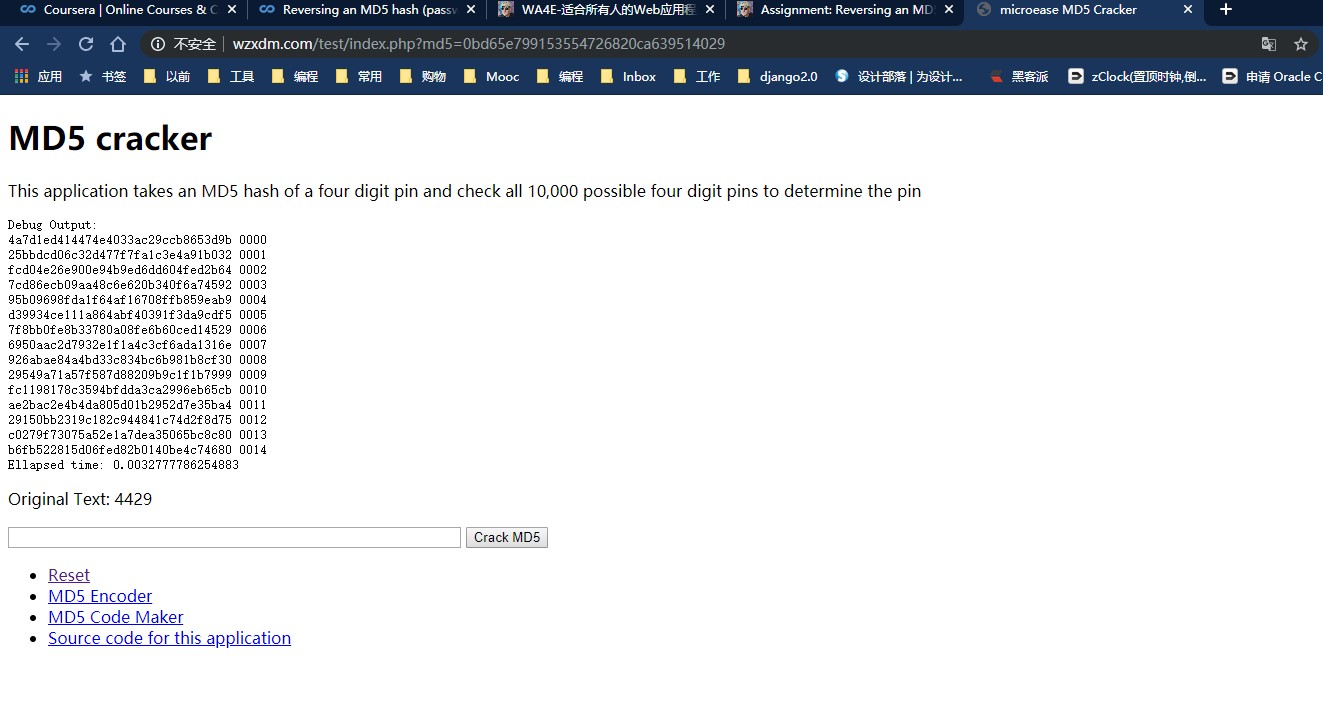 Coursera | Online Courses & C
Reversing an MD5 hash (passw
WA4E-适合所有人的Web应用程
Assignment: Reversing an MD
microease MD5 Cracker
不安全 | wzxdm.com/test/index.php?md5=0bd65e799153554726820ca639514029
应用 书签 以前 工具 编程 常用 购物 Mooc 编程 Inbox 工作 django2.0 设计部落 | 为设计... 黑客派 zClock(置顶时钟,倒... 申请 Oracle C
MD5 cracker
This application takes an MD5 hash of a four digit pin and check all 10,000 possible four digit pins to determine the pin
Debug Output:
4a7d1ed414474e4033ac29ccb8653d9b 0000
25bbdcd06c32d477f7fa1c3e4a91b032 0001
fcd04e26e900e94b9ed6dd604fed2b64 0002
7cd86ecb09aa48c6e620b340f6a74592 0003
95b09698fda1f64af16708ffb859eab9 0004
d39934ce111a864abf40391f3da9cdf5 0005
7f8bb0fe8b33780a08fe6b60ced14529 0006
6950aac2d7932e1f1a4c3cf6ada1316e 0007
926abae84a4bd33c834bc6b981b8cf30 0008
29549a71a57f587d88209b9c1f1b7999 0009
fc1198178c3594bfdda3ca2996eb65cb 0010
ae2bac2e4b4da805d01b2952d7e35ba4 0011
29150bb2319c182c944841c74d2f8d75 0012
c0279f73075a52e1a7dea35065bc8c80 0013
b6fb522815d06fed82b0140be4c74680 0014
Ellapsed time: 0.0032777786254883
Original Text: 4429
Crack MD5
Reset
MD5 Encoder
MD5 Code Maker
Source code for this application